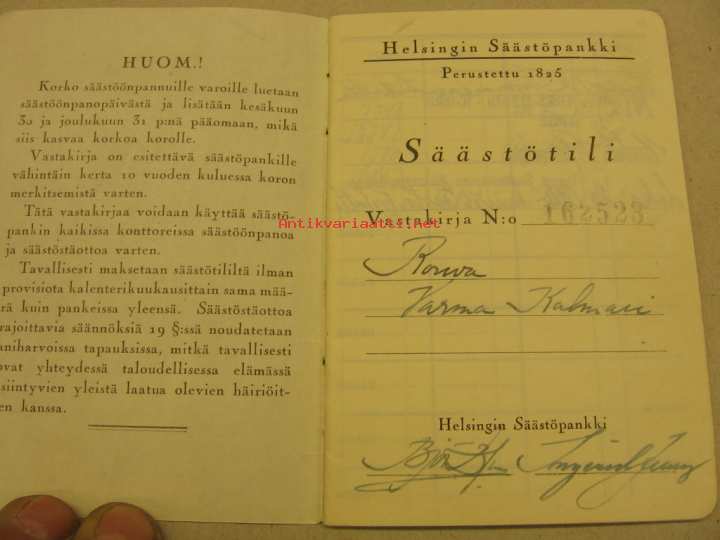 HUOM.!
Korko säästöönpannuille varoille luetaan
säästöönpanopäivästä ja lisätään kesäkuun
30 ja joulukuun 31 p:nä pääomaan, mikä
siis kasvaa korkoa korolle.
Vastakirja on esitettävä säästöpankille
vähintäin kerta 10 vuoden kuluessa koron
merkitsemistä varten.
Tätä vastakirjaa voidaan käyttää säästö-
pankin kaikissa konttoreissa säästöönpanoa
ja säästöstäottoa varten.
Tavallisesti maksetaan säästötililtä ilman
provisiota kalenterikuukausittain sama mää-
rä kuin pankeissa yleensä. Säästöstäottoa
rajoittavia säännöksiä 19 §:ssä noudatetaan
aniharvoissa tapauksissa, mitkä tavallisesti
ovat yhteydessä taloudellisessa elämässä
siintyvien yleistä laatua olevien häiriöit-
en kanssa.
Helsingin Säästöpankki
Perustettu 1825
Säästötili
Vastakirja N:o 162523
Antikvariaatti.net
Rouva
Varma Kalmari
Helsingin Säästöpankki